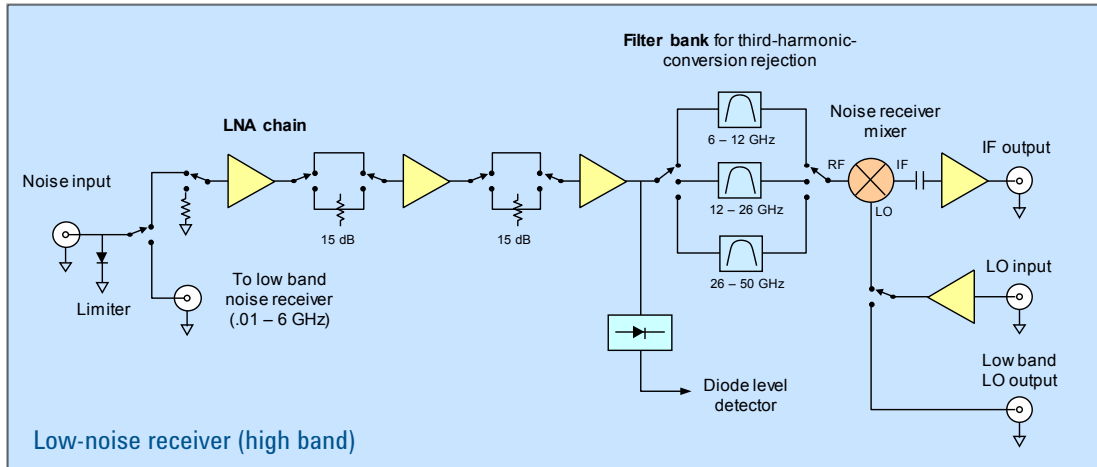 Filter bank for third-harmonic-
conversion rejection
LNA chain
Noise input
Limiter
To low band
noise receiver
(.01 – 6 GHz)
15 dB
15 dB
6 – 12 GHz
12 – 26 GHz
26 – 50 GHz
Noise receiver
mixer
RF
IF
LO
IF output
LO input
Low band
LO output
Diode level
detector
Low-noise receiver (high band)